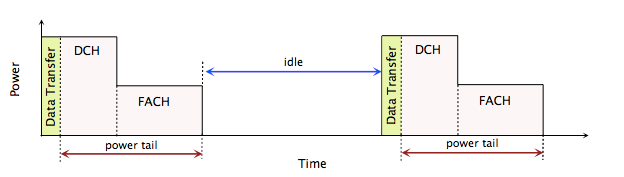 Power
Data Transfer
DCH
FACH
power tail
idle
Data Transfer
DCH
FACH
power tail
Time